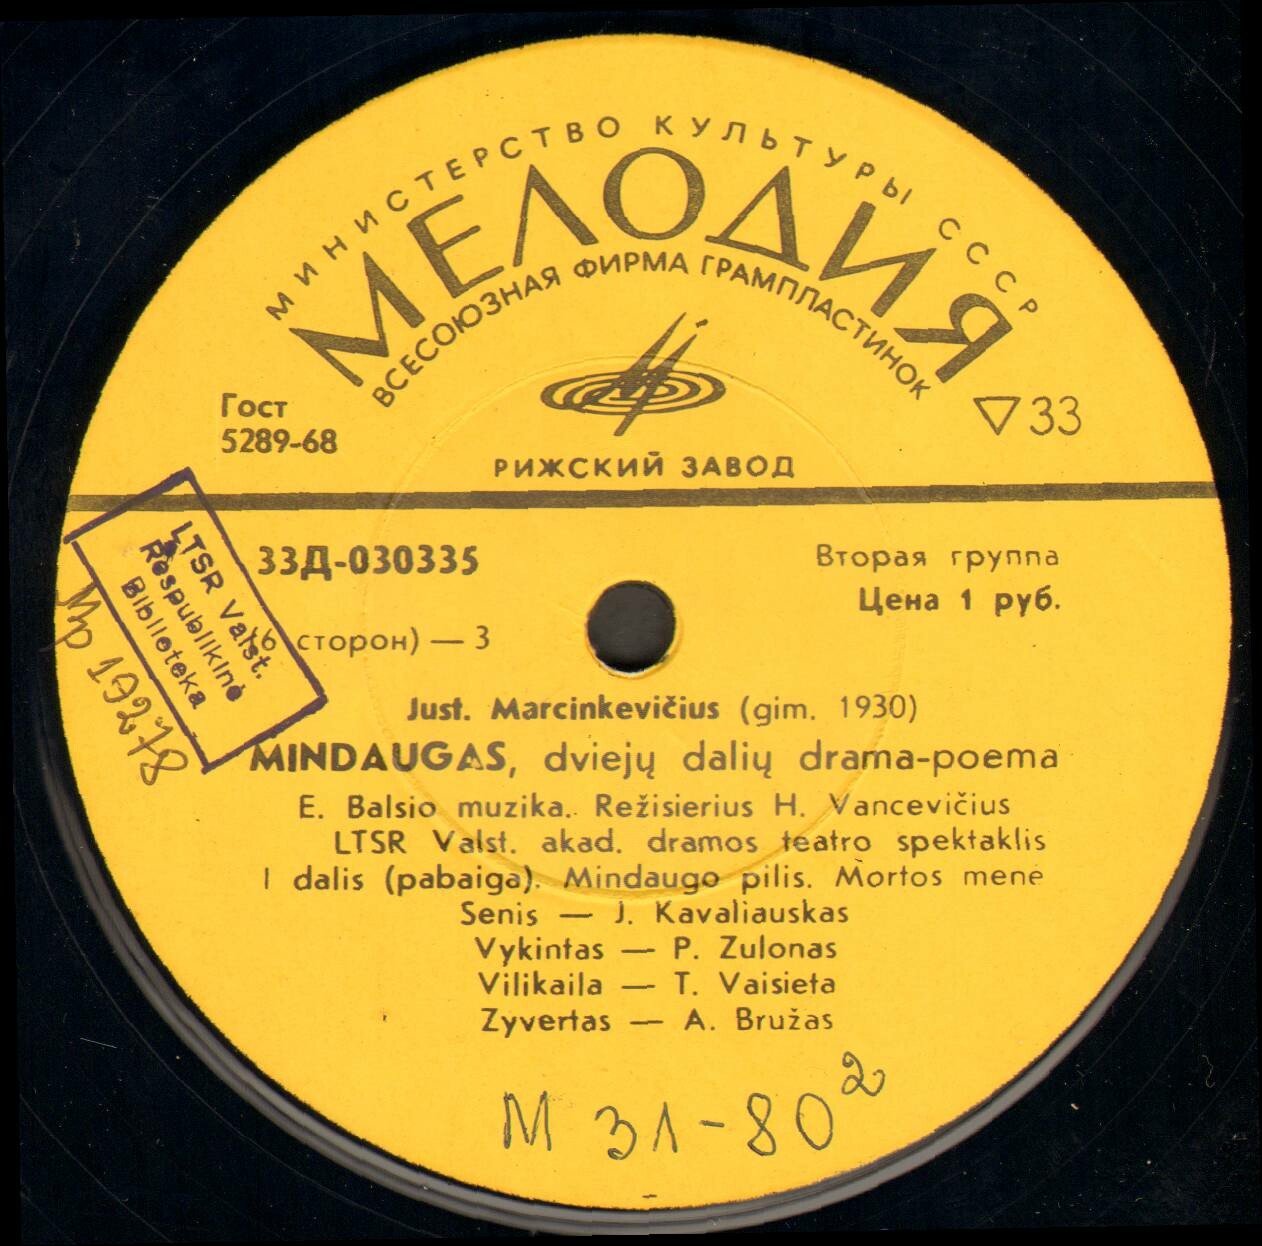 МИНИСТЕРСТВО КУЛЬТУРЫ СССР
МЕЛОДИЯ
ВСЕСОЮЗНАЯ ФИРМА ГРАМПЛАСТИНОК
Гост
5289-68
▽33
РИЖСКИЙ ЗАВОД
LTSR Valst.
Respublikinė
Biblioteka
33Д-030335
Вторая группа
Цена 1 руб.
(6 сторон) — 3
19278
Just. Marcinkevičius (gim. 1930)
MINDAUGAS, dviejų dalių drama-poema
E. Balsio muzika. Režisierius H. Vancevičius
LTSR Valst. akad. dramos teatro spektaklis
I dalis (pabaiga). Mindaugo pilis. Mortos menė
Senis — J. Kavaliauskas
Vykintas — P. Zulonas
Vilikaila — T. Vaisieta
Zyvertas — A. Bružas
М 31-80²